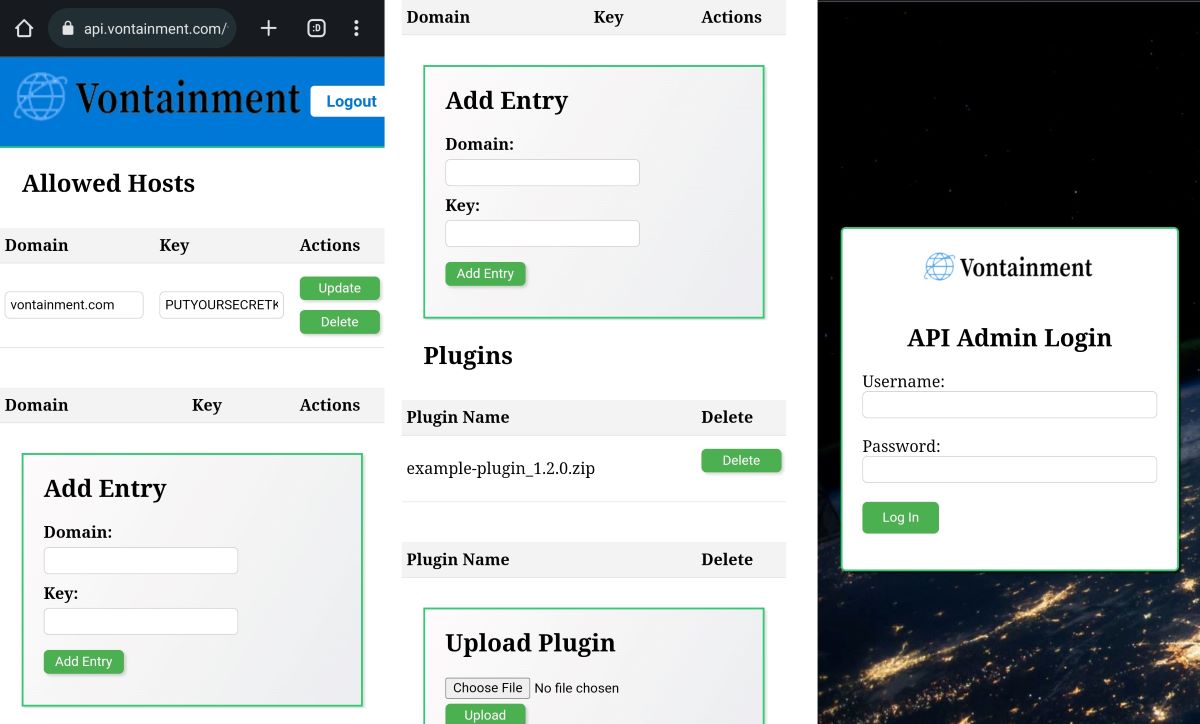 :D
api.vontainment.com/
Vontainment
Logout
Allowed Hosts
Domain Key Actions
vontainment.com PUTYOURSECRETK
Update
Delete
Domain Key Actions
Add Entry
Domain:
Key:
Add Entry
Domain Key Actions
Add Entry
Domain:
Key:
Add Entry
Plugins
Plugin Name Delete
example-plugin_1.2.0.zip Delete
Plugin Name Delete
Upload Plugin
Choose File No file chosen
Upload
Vontainment
API Admin Login
Username:
Password:
Log In